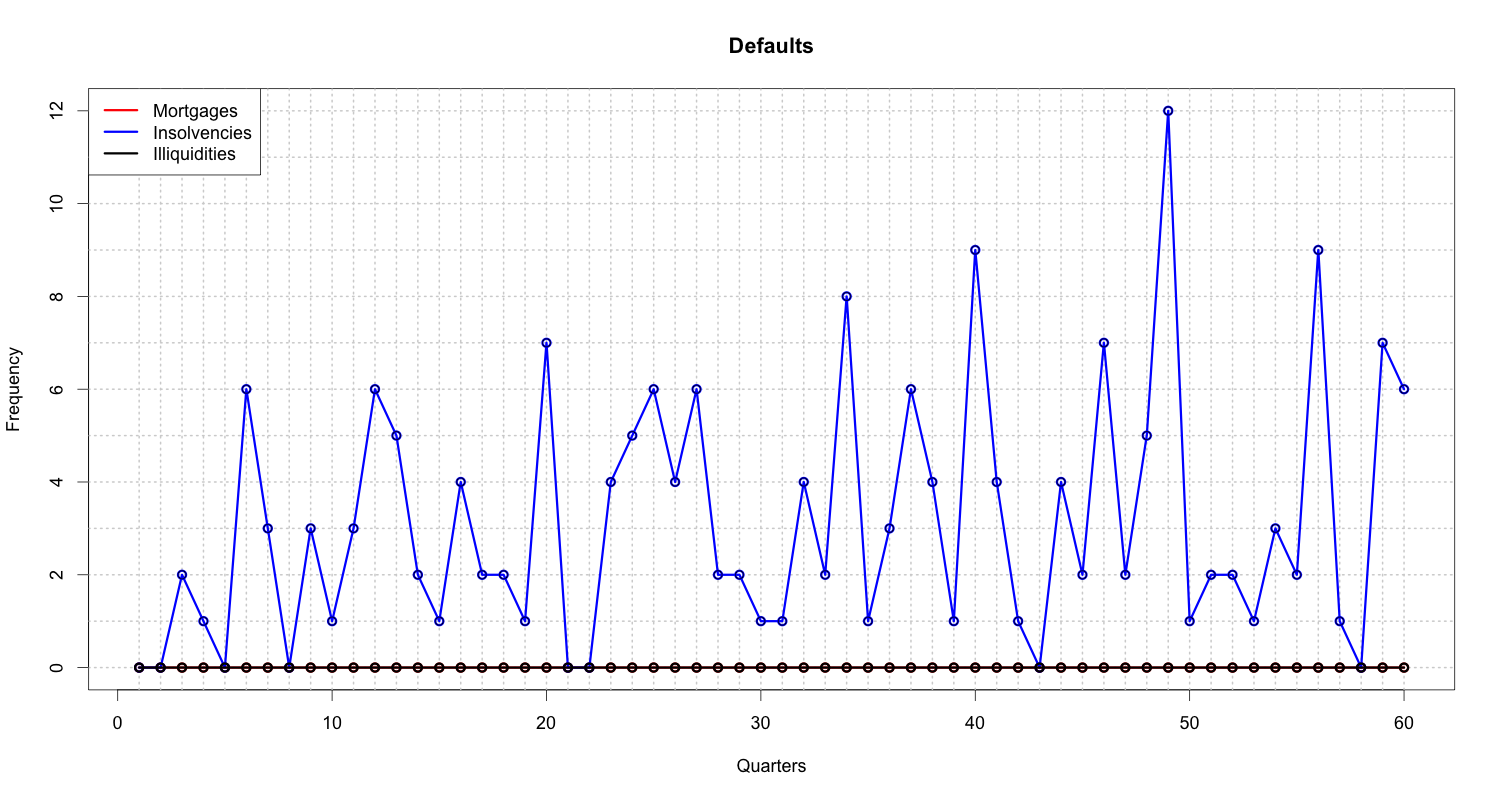 Defaults
Mortgages
Insolvencies
Illiquidities
Frequency
12
10
8
6
4
2
0
0 10 20 30 40 50 60
Quarters